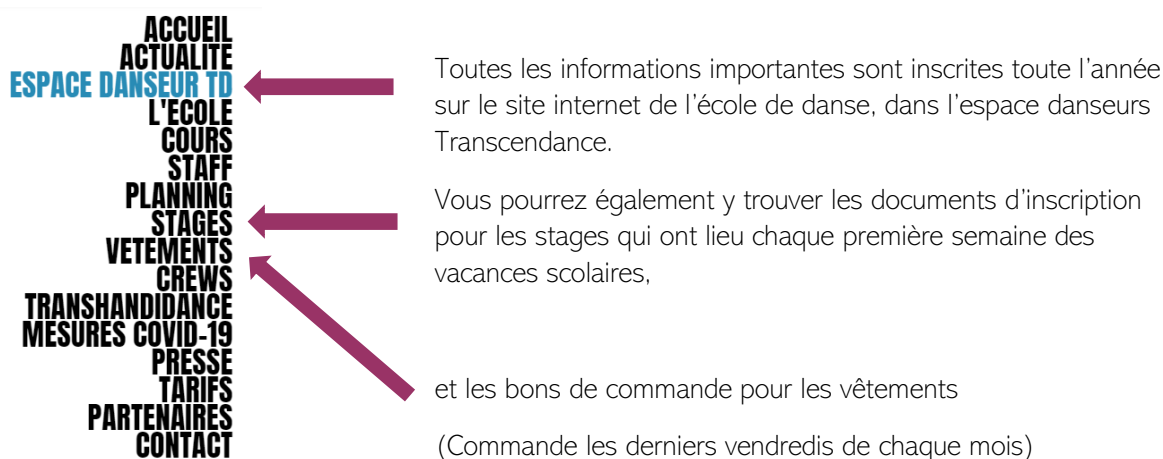 ACCUEIL
ACTUALITE
ESPACE DANSEUR TD
L'ECOLE
COURS
STAFF
PLANNING
STAGES
VETEMENTS
CREWS
TRANSHANDIDANCE
MESURES COVID-19
PRESSE
TARIFS
PARTENAIRES
CONTACT
Toutes les informations importantes sont inscrites toute l’année
sur le site internet de l’école de danse, dans l’espace danseurs
Transcendance.
Vous pourrez également y trouver les documents d’inscription
pour les stages qui ont lieu chaque première semaine des
vacances scolaires,
et les bons de commande pour les vêtements
(Commande les derniers vendredis de chaque mois)